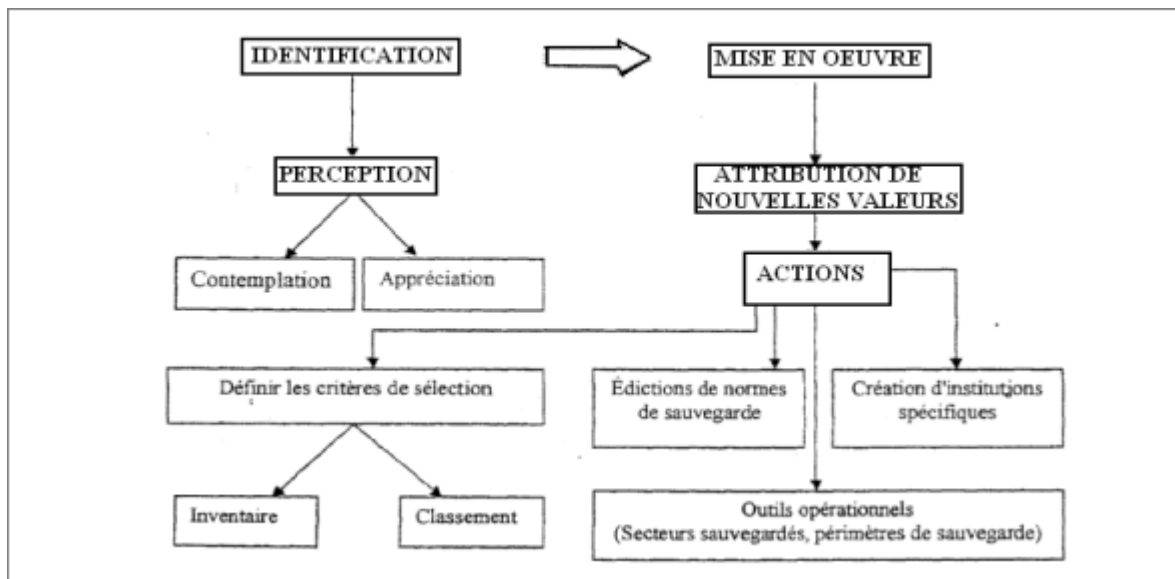 IDENTIFICATION
MISE EN OEUVRE
PERCEPTION
ATTRIBUTION DE
NOUVELLES VALEURS
Contemplation
Appréciation
ACTIONS
Définir les critères de sélection
Édictions de normes
de sauvegarde
Création d'institutions
spécifiques
Inventaire
Classement
Outils opérationnels
(Secteurs sauvegardés, périmètres de sauvegarde)